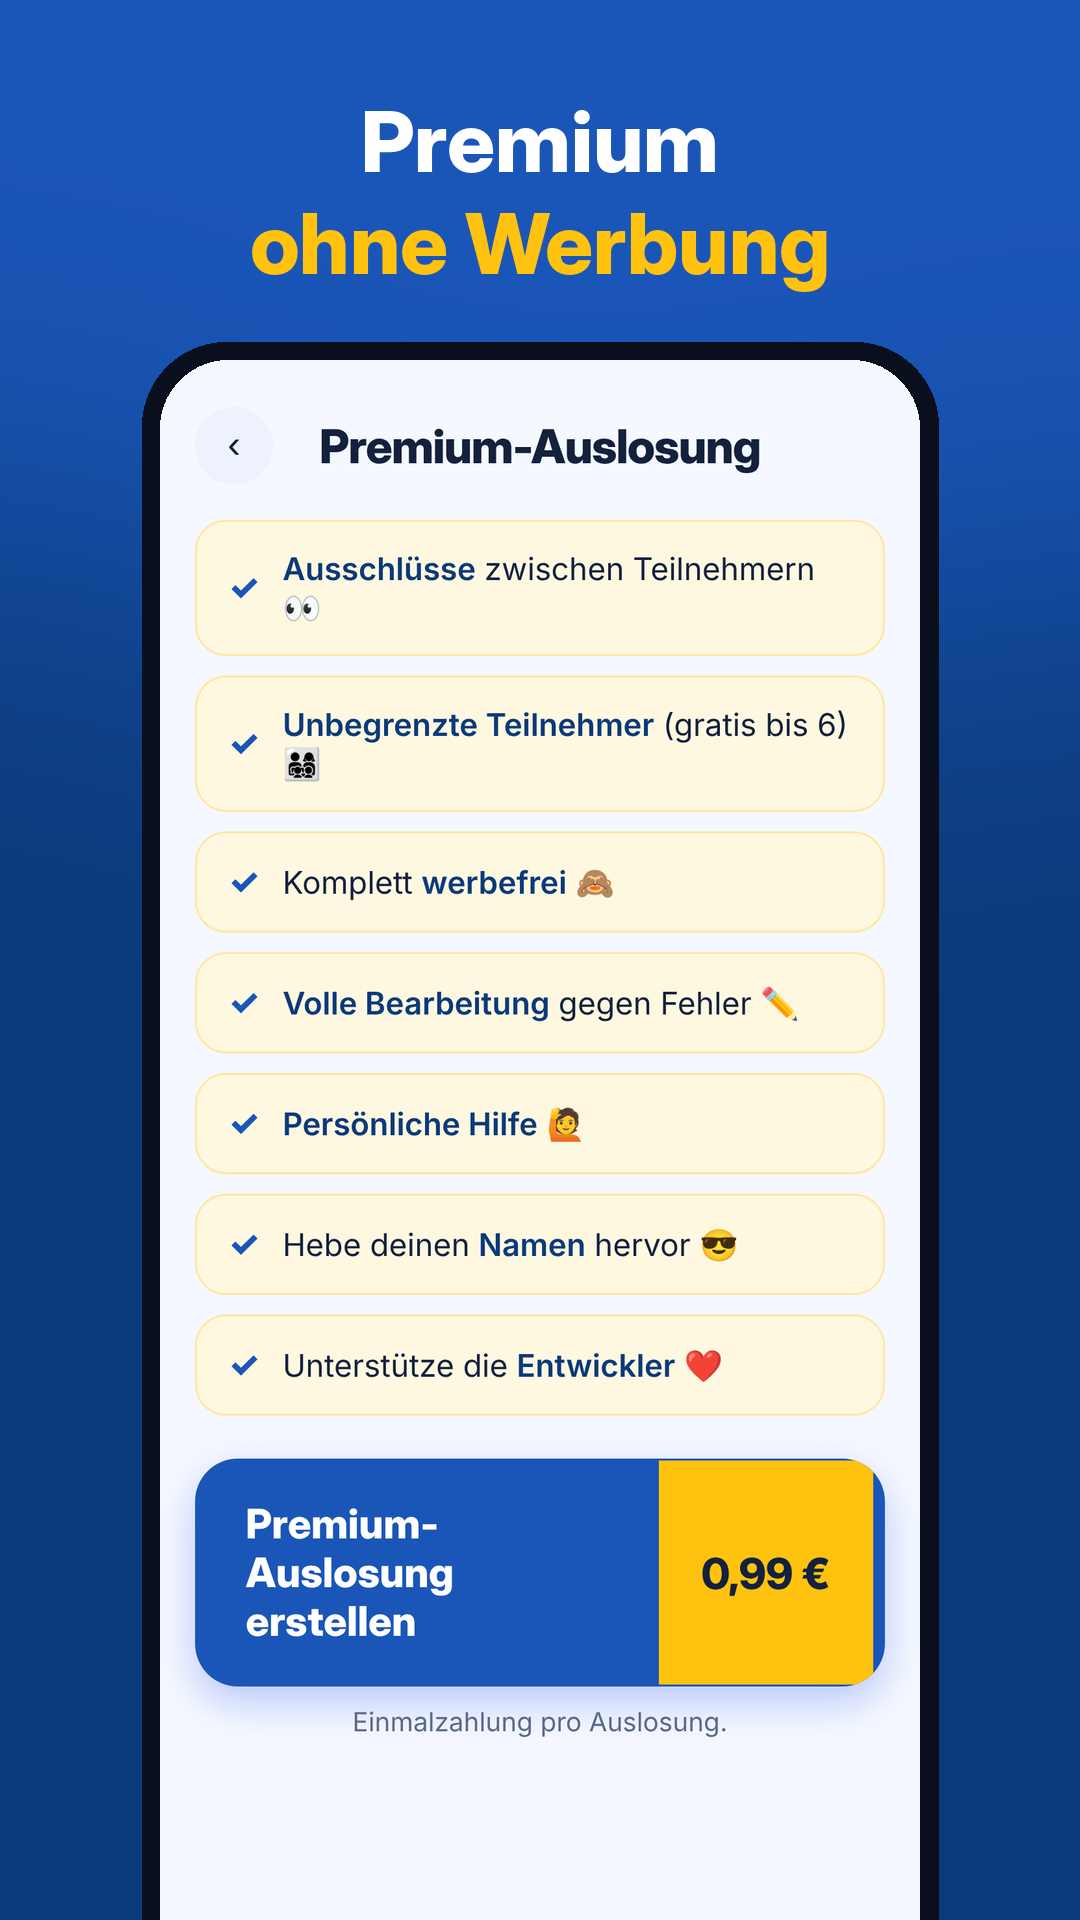 Premium
ohne Werbung
‹
Premium-Auslosung
Ausschlüsse zwischen Teilnehmern
👀
Unbegrenzte Teilnehmer (gratis bis 6)
👨‍👩‍👧‍👦
Komplett werbefrei 🙈
Volle Bearbeitung gegen Fehler ✏️
Persönliche Hilfe 🙋
Hebe deinen Namen hervor 😎
Unterstütze die Entwickler ❤️
Premium-
Auslosung
erstellen
0,99 €
Einmalzahlung pro Auslosung.